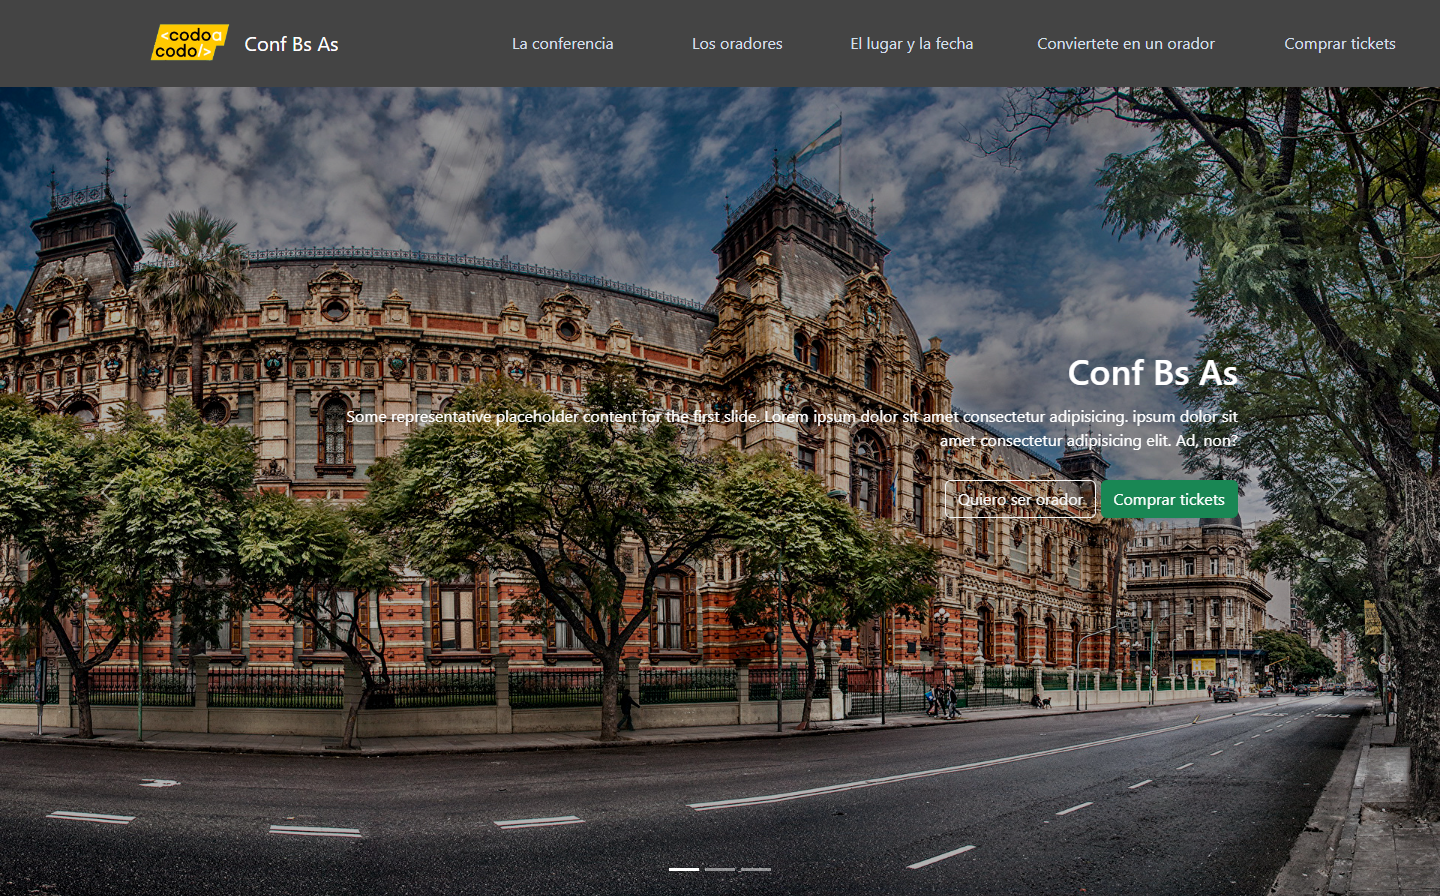 <codoa
codo/>
Conf Bs As
La conferencia
Los oradores
El lugar y la fecha
Conviertete en un orador
Comprar tickets
Conf Bs As
Some representative placeholder content for the first slide. Lorem ipsum dolor sit amet consectetur adipisicing. ipsum dolor sit
amet consectetur adipisicing elit. Ad, non?
Quiero ser orador
Comprar tickets